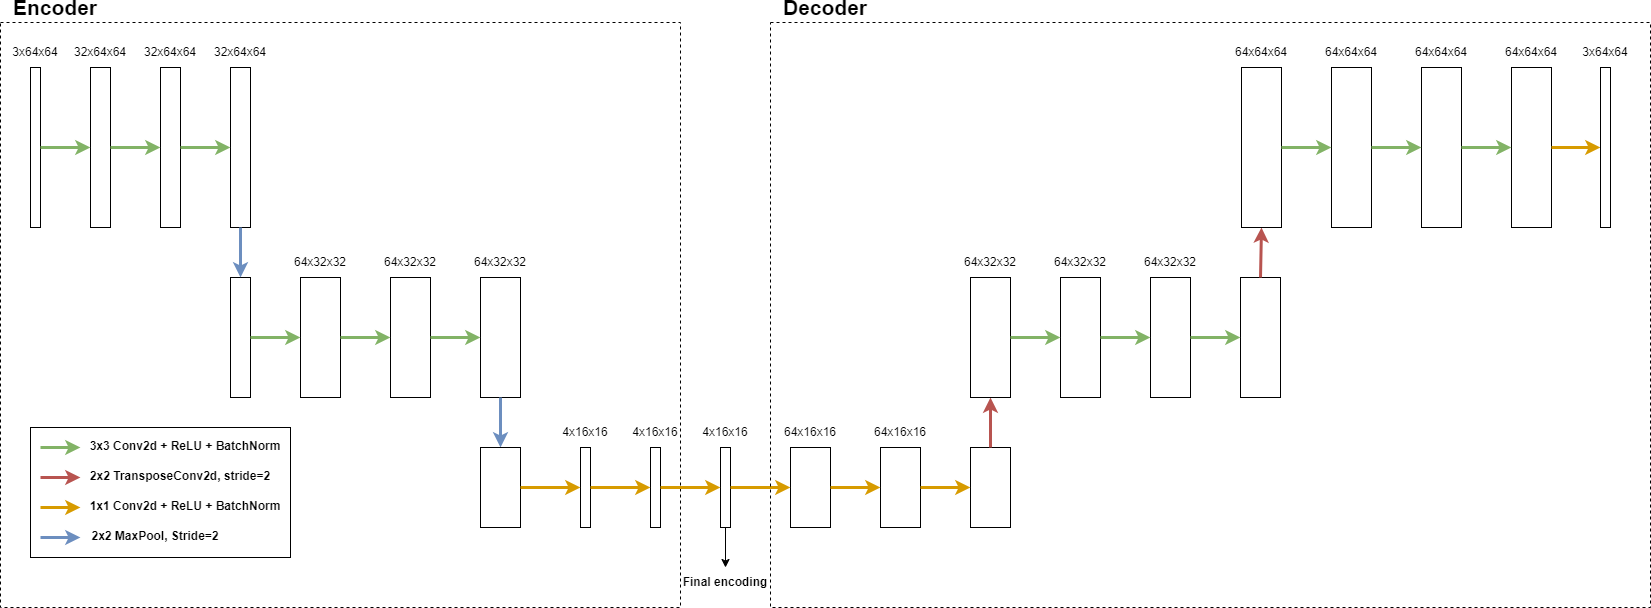 Encoder
Decoder
3x64x64 32x64x64 32x64x64 32x64x64
64x64x64 64x64x64 64x64x64 64x64x64 3x64x64
64x32x32 64x32x32 64x32x32
64x32x32 64x32x32 64x32x32
4x16x16 4x16x16 4x16x16 64x16x16 64x16x16
3x3 Conv2d + ReLU + BatchNorm
2x2 TransposeConv2d, stride=2
1x1 Conv2d + ReLU + BatchNorm
2x2 MaxPool, Stride=2
Final encoding